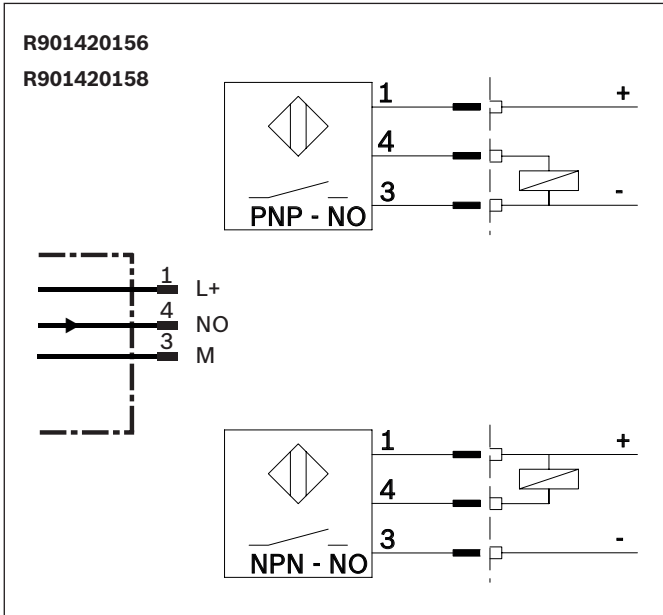 R901420156
R901420158
1
+
4
3
-
PNP - NO
1 L+
4 NO
3 M
1
+
4
3
-
NPN - NO